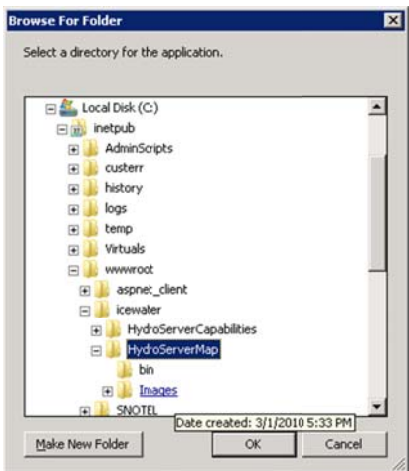 Browse For Folder
Select a directory for the application.
Local Disk (C:)
inetpub
AdminScripts
custerr
history
logs
temp
Virtuals
wwwroot
aspnet_client
icewater
HydroServerCapabilities
HydroServerMap
bin
Images
SNOTEL
Date created: 3/1/2010 5:33 PM
Make New Folder
OK
Cancel